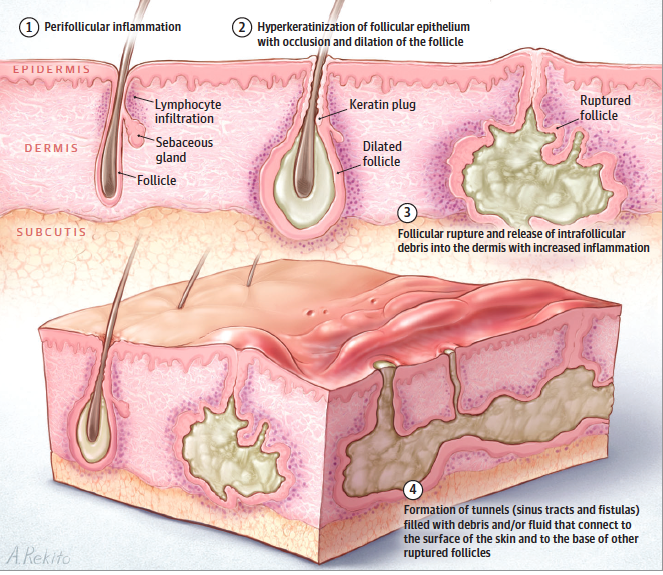 1 Perifollicular inflammation
2 Hyperkeratinization of follicular epithelium
with occlusion and dilation of the follicle
EPIDERMIS
Lymphocyte
infiltration
Keratin plug
Ruptured
follicle
DERMIS
Sebaceous
gland
Dilated
follicle
Follicle
3
Follicular rupture and release of intrafollicular
debris into the dermis with increased inflammation
SUBCUTIS
4
Formation of tunnels (sinus tracts and fistulas)
filled with debris and/or fluid that connect to
the surface of the skin and to the base of other
ruptured follicles
A. Rekito